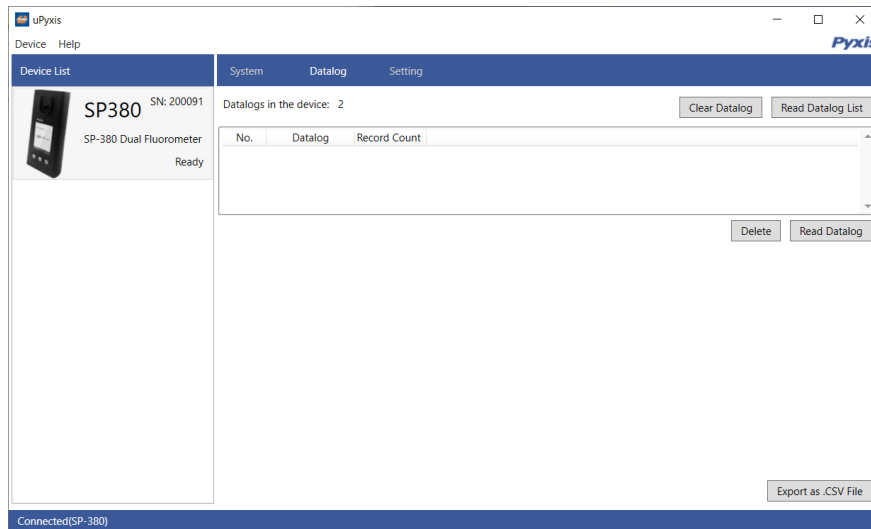 uPyxis
Device Help
Pyxis
Device List
System Datalog Setting
SP380 SN: 200091
SP-380 Dual Fluorometer
Ready
Datalogs in the device: 2
Clear Datalog Read Datalog List
No. Datalog Record Count
Delete Read Datalog
Export as .CSV File
Connected(SP-380)